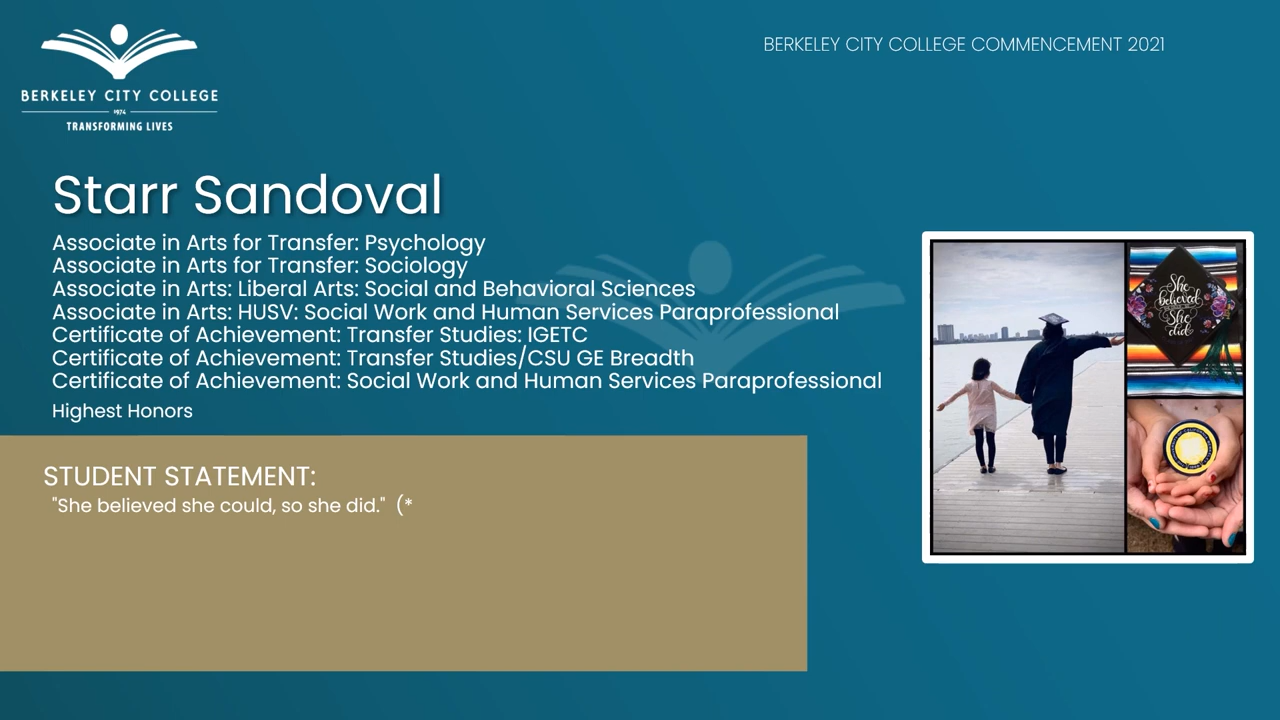 BERKELEY CITY COLLEGE COMMENCEMENT 2021
BERKELEY CITY COLLEGE
1974
TRANSFORMING LIVES
Starr Sandoval
Associate in Arts for Transfer: Psychology
Associate in Arts for Transfer: Sociology
Associate in Arts: Liberal Arts: Social and Behavioral Sciences
Associate in Arts: HUSV: Social Work and Human Services Paraprofessional
Certificate of Achievement: Transfer Studies: IGETC
Certificate of Achievement: Transfer Studies/CSU GE Breadth
Certificate of Achievement: Social Work and Human Services Paraprofessional
Highest Honors
She
believed
She
did
STUDENT STATEMENT:
"She believed she could, so she did."  (*